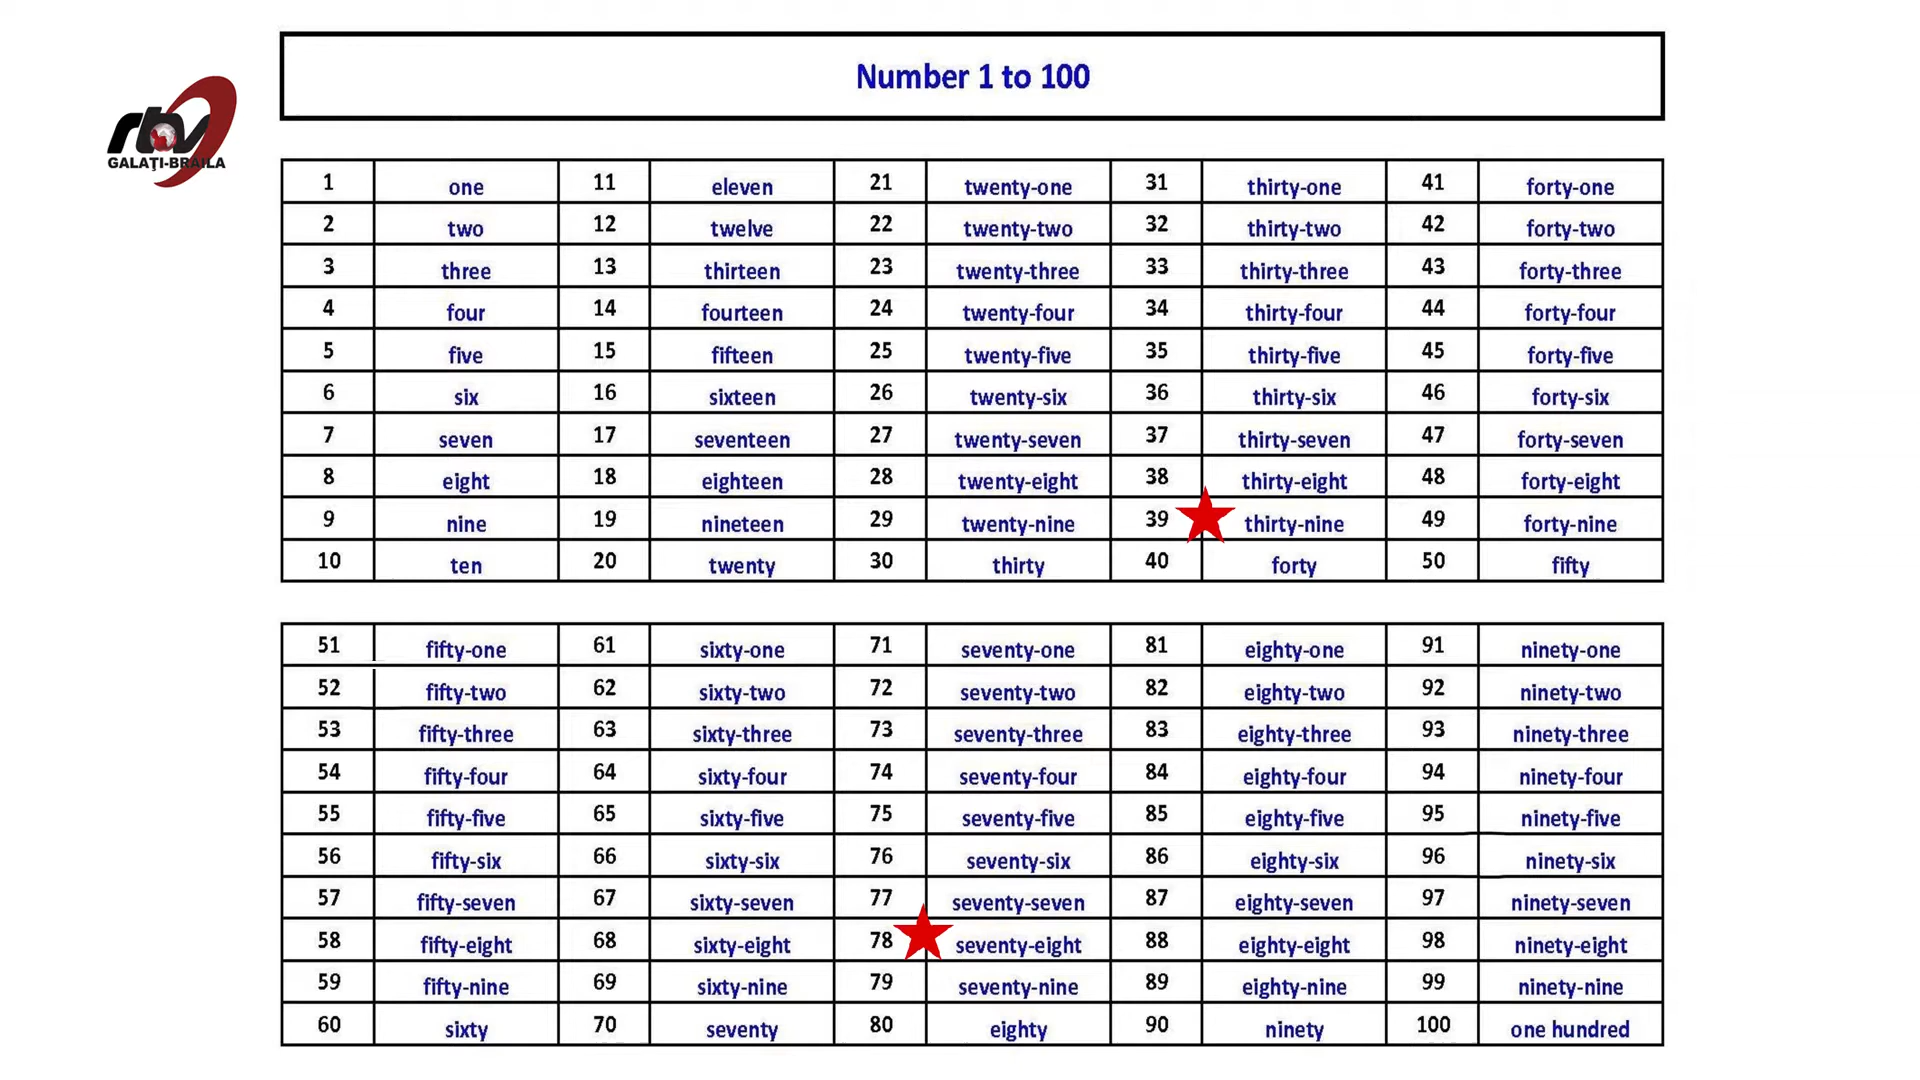 Number 1 to 100
rtv
GALAŢI-BRĂILA
1 one 11 eleven 21 twenty-one 31 thirty-one 41 forty-one
2 two 12 twelve 22 twenty-two 32 thirty-two 42 forty-two
3 three 13 thirteen 23 twenty-three 33 thirty-three 43 forty-three
4 four 14 fourteen 24 twenty-four 34 thirty-four 44 forty-four
5 five 15 fifteen 25 twenty-five 35 thirty-five 45 forty-five
6 six 16 sixteen 26 twenty-six 36 thirty-six 46 forty-six
7 seven 17 seventeen 27 twenty-seven 37 thirty-seven 47 forty-seven
8 eight 18 eighteen 28 twenty-eight 38 thirty-eight 48 forty-eight
9 nine 19 nineteen 29 twenty-nine 39 thirty-nine 49 forty-nine
10 ten 20 twenty 30 thirty 40 forty 50 fifty
51 fifty-one 61 sixty-one 71 seventy-one 81 eighty-one 91 ninety-one
52 fifty-two 62 sixty-two 72 seventy-two 82 eighty-two 92 ninety-two
53 fifty-three 63 sixty-three 73 seventy-three 83 eighty-three 93 ninety-three
54 fifty-four 64 sixty-four 74 seventy-four 84 eighty-four 94 ninety-four
55 fifty-five 65 sixty-five 75 seventy-five 85 eighty-five 95 ninety-five
56 fifty-six 66 sixty-six 76 seventy-six 86 eighty-six 96 ninety-six
57 fifty-seven 67 sixty-seven 77 seventy-seven 87 eighty-seven 97 ninety-seven
58 fifty-eight 68 sixty-eight 78 seventy-eight 88 eighty-eight 98 ninety-eight
59 fifty-nine 69 sixty-nine 79 seventy-nine 89 eighty-nine 99 ninety-nine
60 sixty 70 seventy 80 eighty 90 ninety 100 one hundred